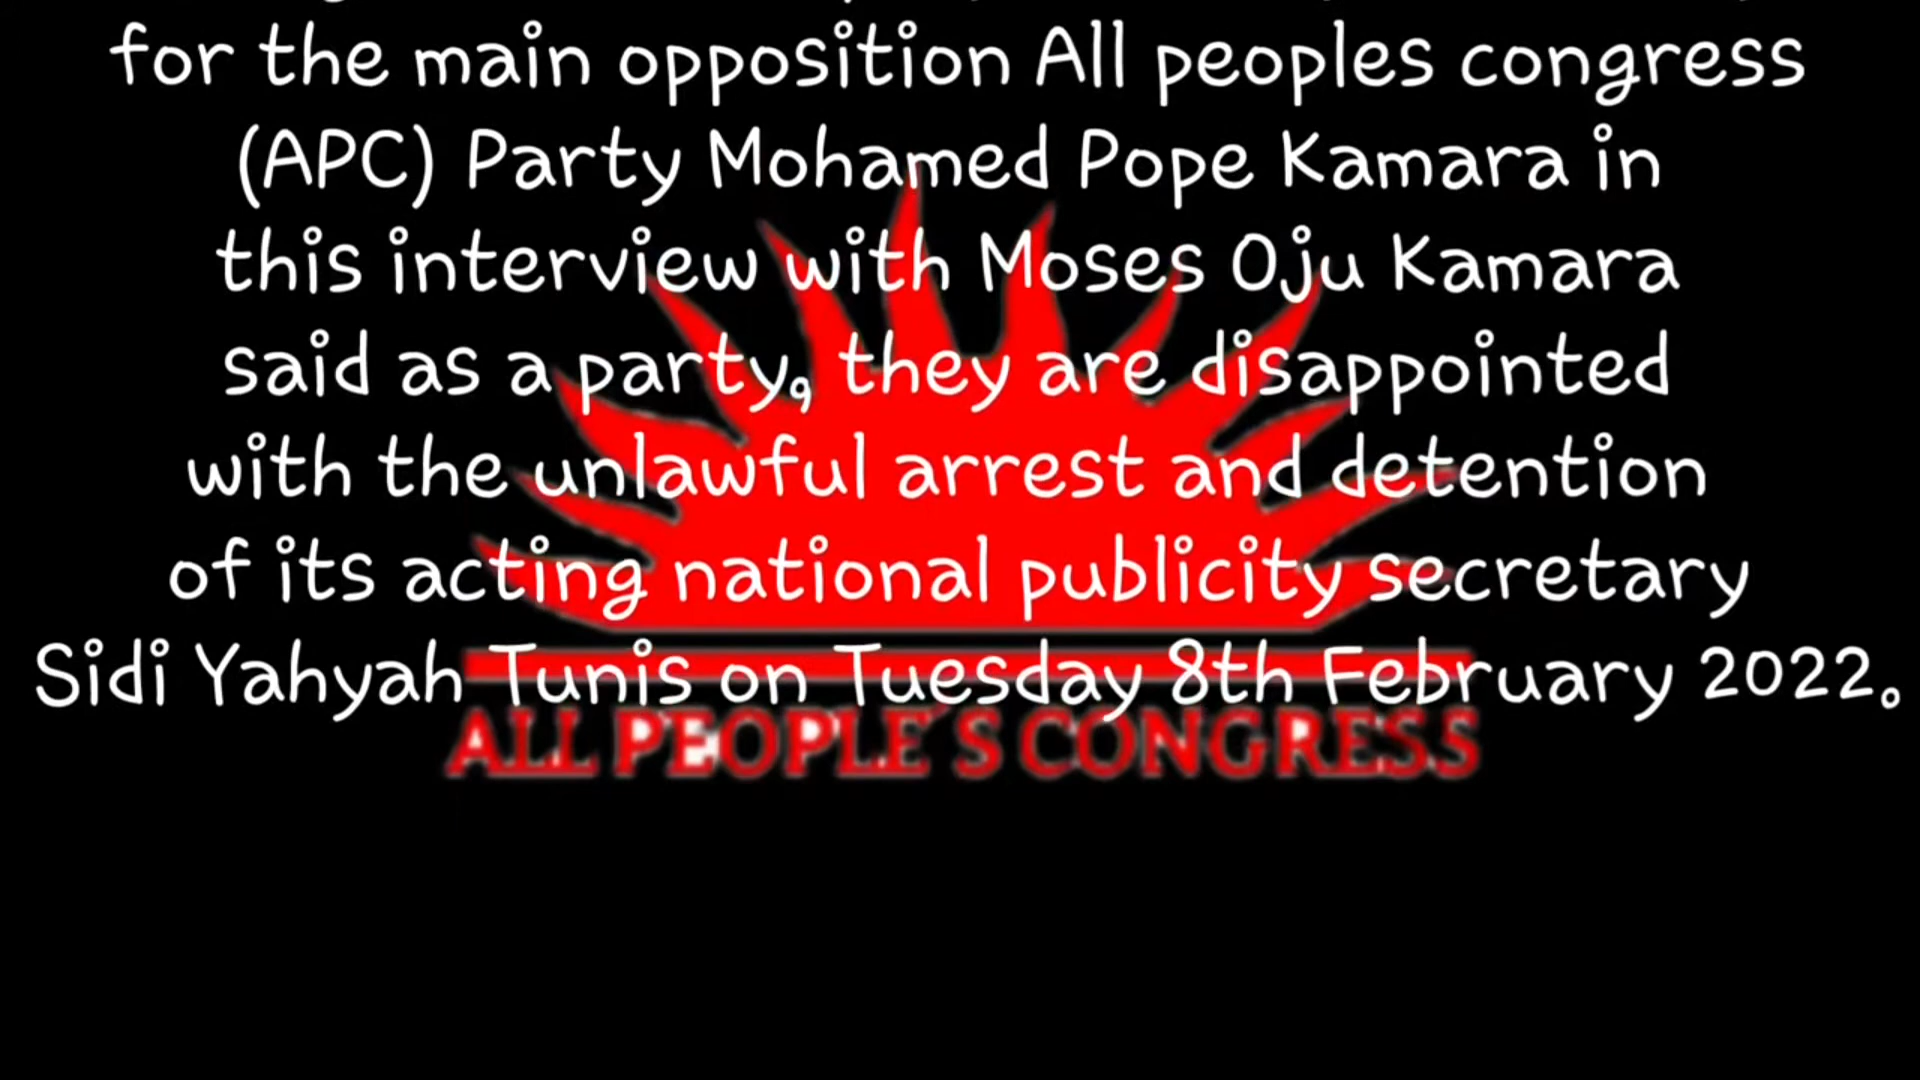 for the main opposition All peoples congress
(APC) Party Mohamed Pope Kamara in
this interview with Moses Oju Kamara
said as a party, they are disappointed
with the unlawful arrest and detention
of its acting national publicity secretary
Sidi Yahyah Tunis on Tuesday 8th February 2022.
ALL PEOPLE´S CONGRESS